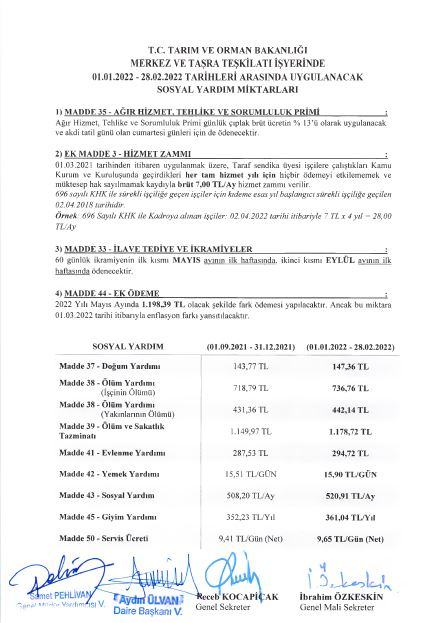 T.C. TARIM VE ORMAN BAKANLIĞI
MERKEZ VE TAŞRA TEŞKİLATI İŞYERİNDE
01.01.2022 - 28.02.2022 TARİHLERİ ARASINDA UYGULANACAK
SOSYAL YARDIM MİKTARLARI
1) MADDE 35 - AĞIR HİZMET, TEHLİKE VE SORUMLULUK PRİMİ :
Ağır Hizmet, Tehlike ve Sorumluluk Primi günlük çıplak brüt ücretin % 13'ü olarak uygulanacak
ve akdi tatil günü olan cumartesi günleri için de ödenecektir.
2) EK MADDE 3 - HİZMET ZAMMI :
01.03.2021 tarihinden itibaren uygulanmak üzere, Taraf sendika üyesi işçilere çalıştıkları Kamu
Kurum ve Kuruluşunda geçirdikleri her tam hizmet yılı için hiçbir ödemeyi etkilememek ve
müktesep hak sayılmamak kaydıyla brüt 7,00 TL/Ay hizmet zammı verilir.
696 sayılı KHK ile sürekli işçiliğe geçen işçiler için kıdeme esas yıl başlangıcı sürekli işçiliğe geçilen
02.04.2018 tarihidir.
Örnek: 696 Sayılı KHK ile Kadroya alınan işçiler: 02.04.2022 tarihi itibariyle 7 TL x 4 yıl = 28,00
TL/Ay
3) MADDE 33 - İLAVE TEDİYE VE İKRAMİYELER :
60 günlük ikramiyenin ilk kısmı MAYIS ayının ilk haftasında, ikinci kısmı EYLÜL ayının ilk
haftasında ödenecektir.
4) MADDE 44 - EK ÖDEME :
2022 Yılı Mayıs Ayında 1.198,39 TL olacak şekilde fark ödemesi yapılacaktır. Ancak bu miktara
01.03.2022 tarihi itibarıyla enflasyon farkı yansıtılacaktır.
SOSYAL YARDIM (01.09.2021 - 31.12.2021) (01.01.2022 - 28.02.2022)
Madde 37 - Doğum Yardımı 143,77 TL 147,36 TL
Madde 38 - Ölüm Yardımı
(İşçinin Ölümü) 718,79 TL 736,76 TL
Madde 38 - Ölüm Yardımı
(Yakınlarının Ölümü) 431,36 TL 442,14 TL
Madde 39 - Ölüm ve Sakatlık
Tazminatı 1.149,97 TL 1.178,72 TL
Madde 41 - Evlenme Yardımı 287,53 TL 294,72 TL
Madde 42 - Yemek Yardımı 15,51 TL/GÜN 15,90 TL/GÜN
Madde 43 - Sosyal Yardım 508,20 TL/Ay 520,91 TL/Ay
Madde 45 - Giyim Yardımı 352,23 TL/Yıl 361,04 TL/Yıl
Madde 50 - Servis Ücreti 9,41 TL/Gün (Net) 9,65 TL/Gün (Net)
Samet PEHLİVAN Aydın ÜLVAN Receb KOCAPIÇAK İbrahim ÖZKESKİN
Genel Müdür Yardımcısı V. Daire Başkanı V. Genel Sekreter Genel Mali Sekreter